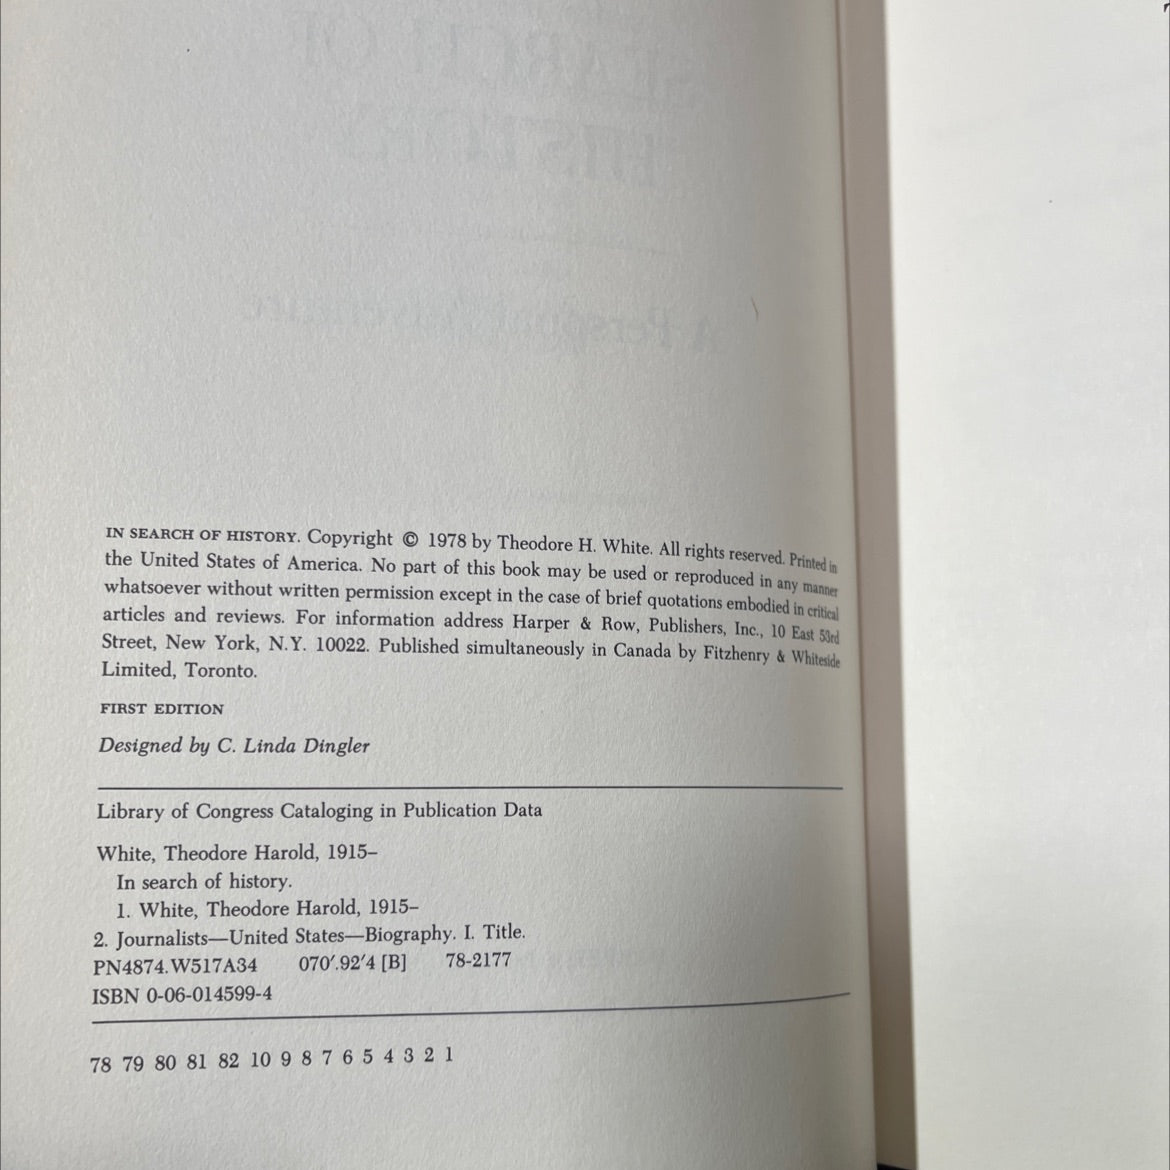 IN SEARCH OF HISTORY. Copyright © 1978 by Theodore H. White. All rights reserved. Printed in
the United States of America. No part of this book may be used or reproduced in any manner
whatsoever without written permission except in the case of brief quotations embodied in critical
articles and reviews. For information address Harper & Row, Publishers, Inc., 10 East 53rd
Street, New York, N.Y. 10022. Published simultaneously in Canada by Fitzhenry & Whiteside
Limited, Toronto.
FIRST EDITION
Designed by C. Linda Dingler
Library of Congress Cataloging in Publication Data
White, Theodore Harold, 1915–
In search of history.
1. White, Theodore Harold, 1915–
2. Journalists—United States—Biography. I. Title.
PN4874.W517A34 070′.92′4 [B] 78-2177
ISBN 0-06-014599-4
78 79 80 81 82 10 9 8 7 6 5 4 3 2 1